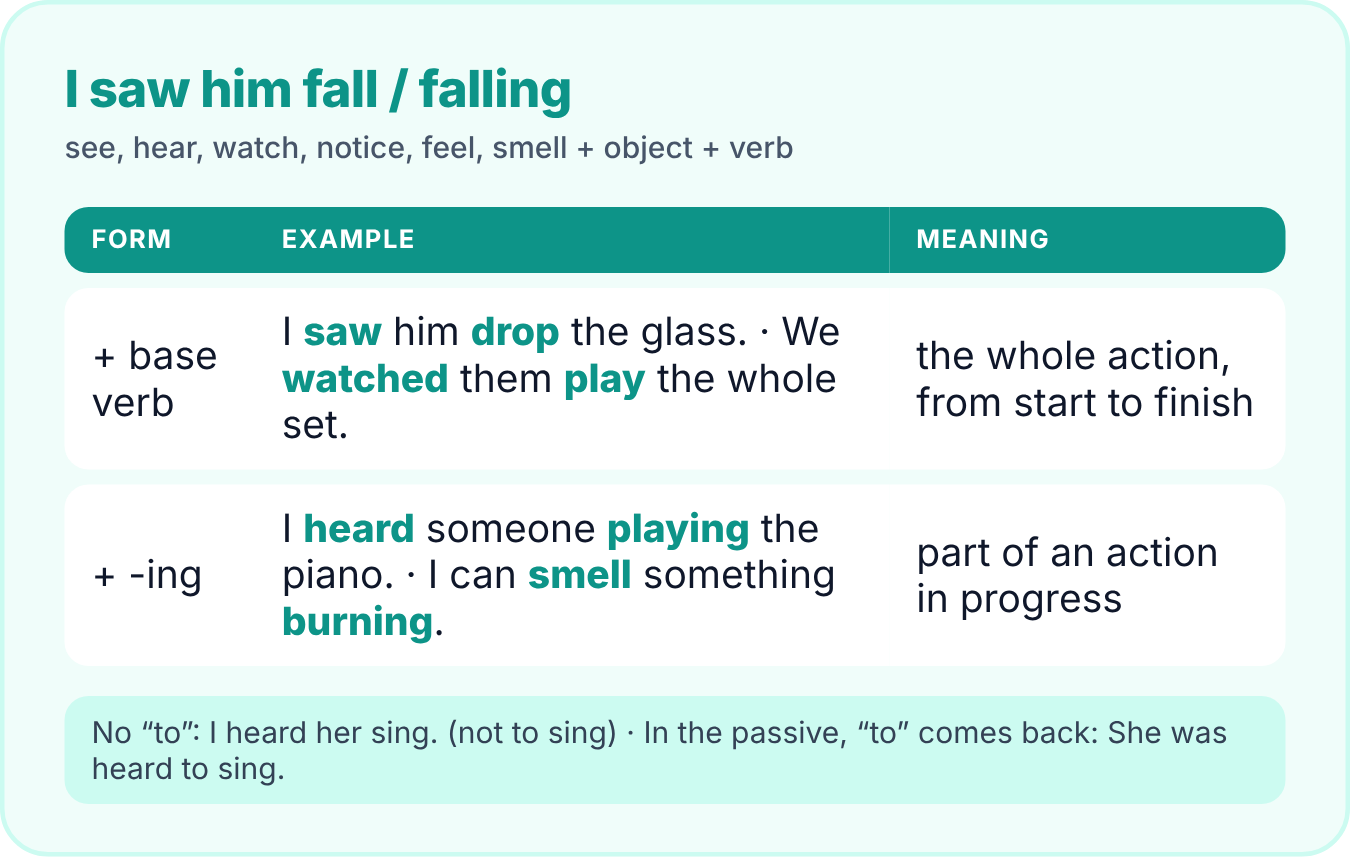 I saw him fall / falling
see, hear, watch, notice, feel, smell + object + verb
FORM EXAMPLE MEANING
+ base
verb
I saw him drop the glass. · We
watched them play the whole
set.
the whole action,
from start to finish
+ -ing
I heard someone playing the
piano. · I can smell something
burning.
part of an action
in progress
No “to”: I heard her sing. (not to sing) · In the passive, “to” comes back: She was
heard to sing.